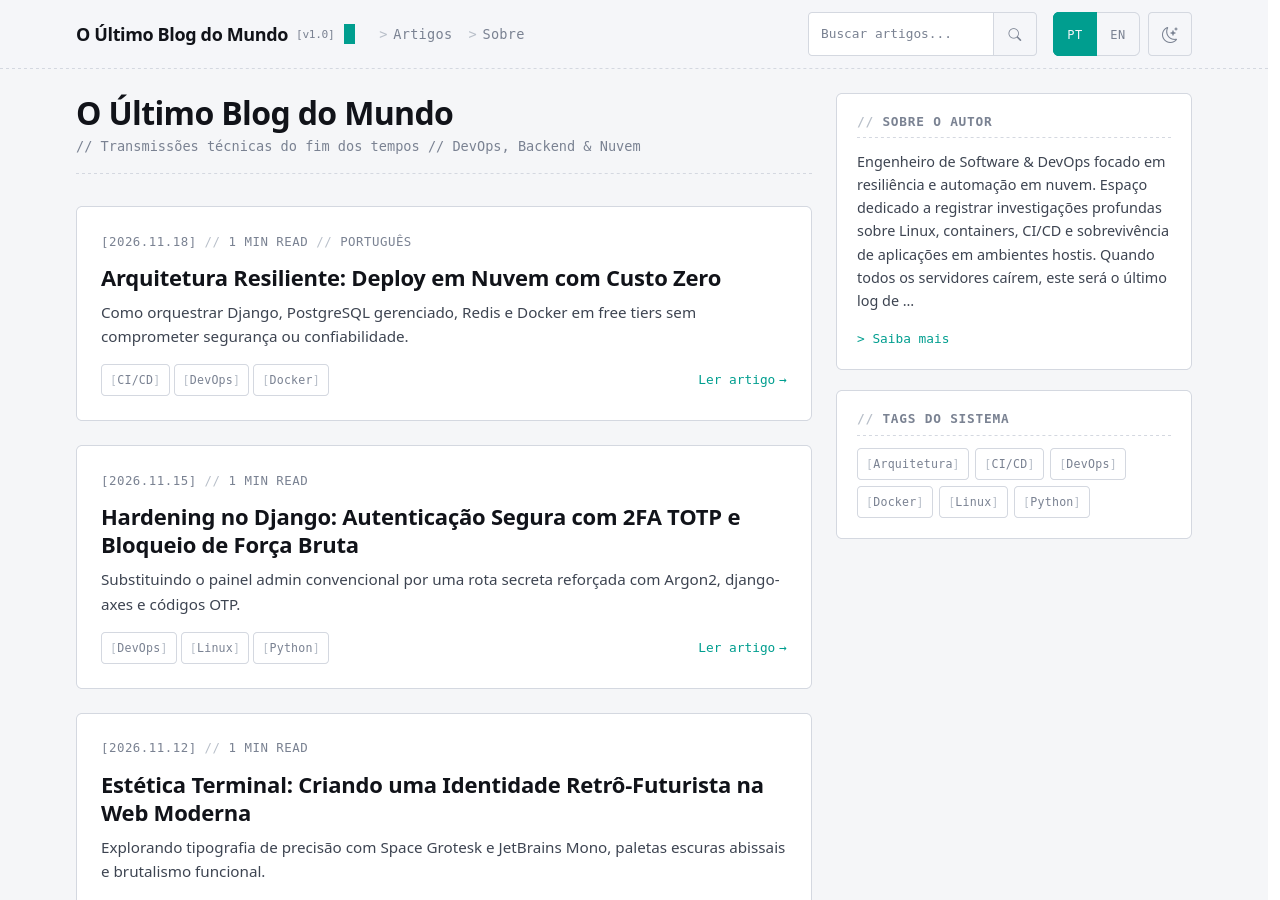 O Último Blog do Mundo [v1.0] > Artigos > Sobre Buscar artigos... PT EN
O Último Blog do Mundo
// Transmissões técnicas do fim dos tempos // DevOps, Backend & Nuvem
[2026.11.18] // 1 MIN READ // PORTUGUÊS
Arquitetura Resiliente: Deploy em Nuvem com Custo Zero
Como orquestrar Django, PostgreSQL gerenciado, Redis e Docker em free tiers sem
comprometer segurança ou confiabilidade.
[CI/CD] [DevOps] [Docker] Ler artigo →
[2026.11.15] // 1 MIN READ
Hardening no Django: Autenticação Segura com 2FA TOTP e
Bloqueio de Força Bruta
Substituindo o painel admin convencional por uma rota secreta reforçada com Argon2, django-
axes e códigos OTP.
[DevOps] [Linux] [Python] Ler artigo →
[2026.11.12] // 1 MIN READ
Estética Terminal: Criando uma Identidade Retrô-Futurista na
Web Moderna
Explorando tipografia de precisão com Space Grotesk e JetBrains Mono, paletas escuras abissais
e brutalismo funcional.
// SOBRE O AUTOR
Engenheiro de Software & DevOps focado em
resiliência e automação em nuvem. Espaço
dedicado a registrar investigações profundas
sobre Linux, containers, CI/CD e sobrevivência
de aplicações em ambientes hostis. Quando
todos os servidores caírem, este será o último
log de ...
> Saiba mais
// TAGS DO SISTEMA
[Arquitetura] [CI/CD] [DevOps]
[Docker] [Linux] [Python]